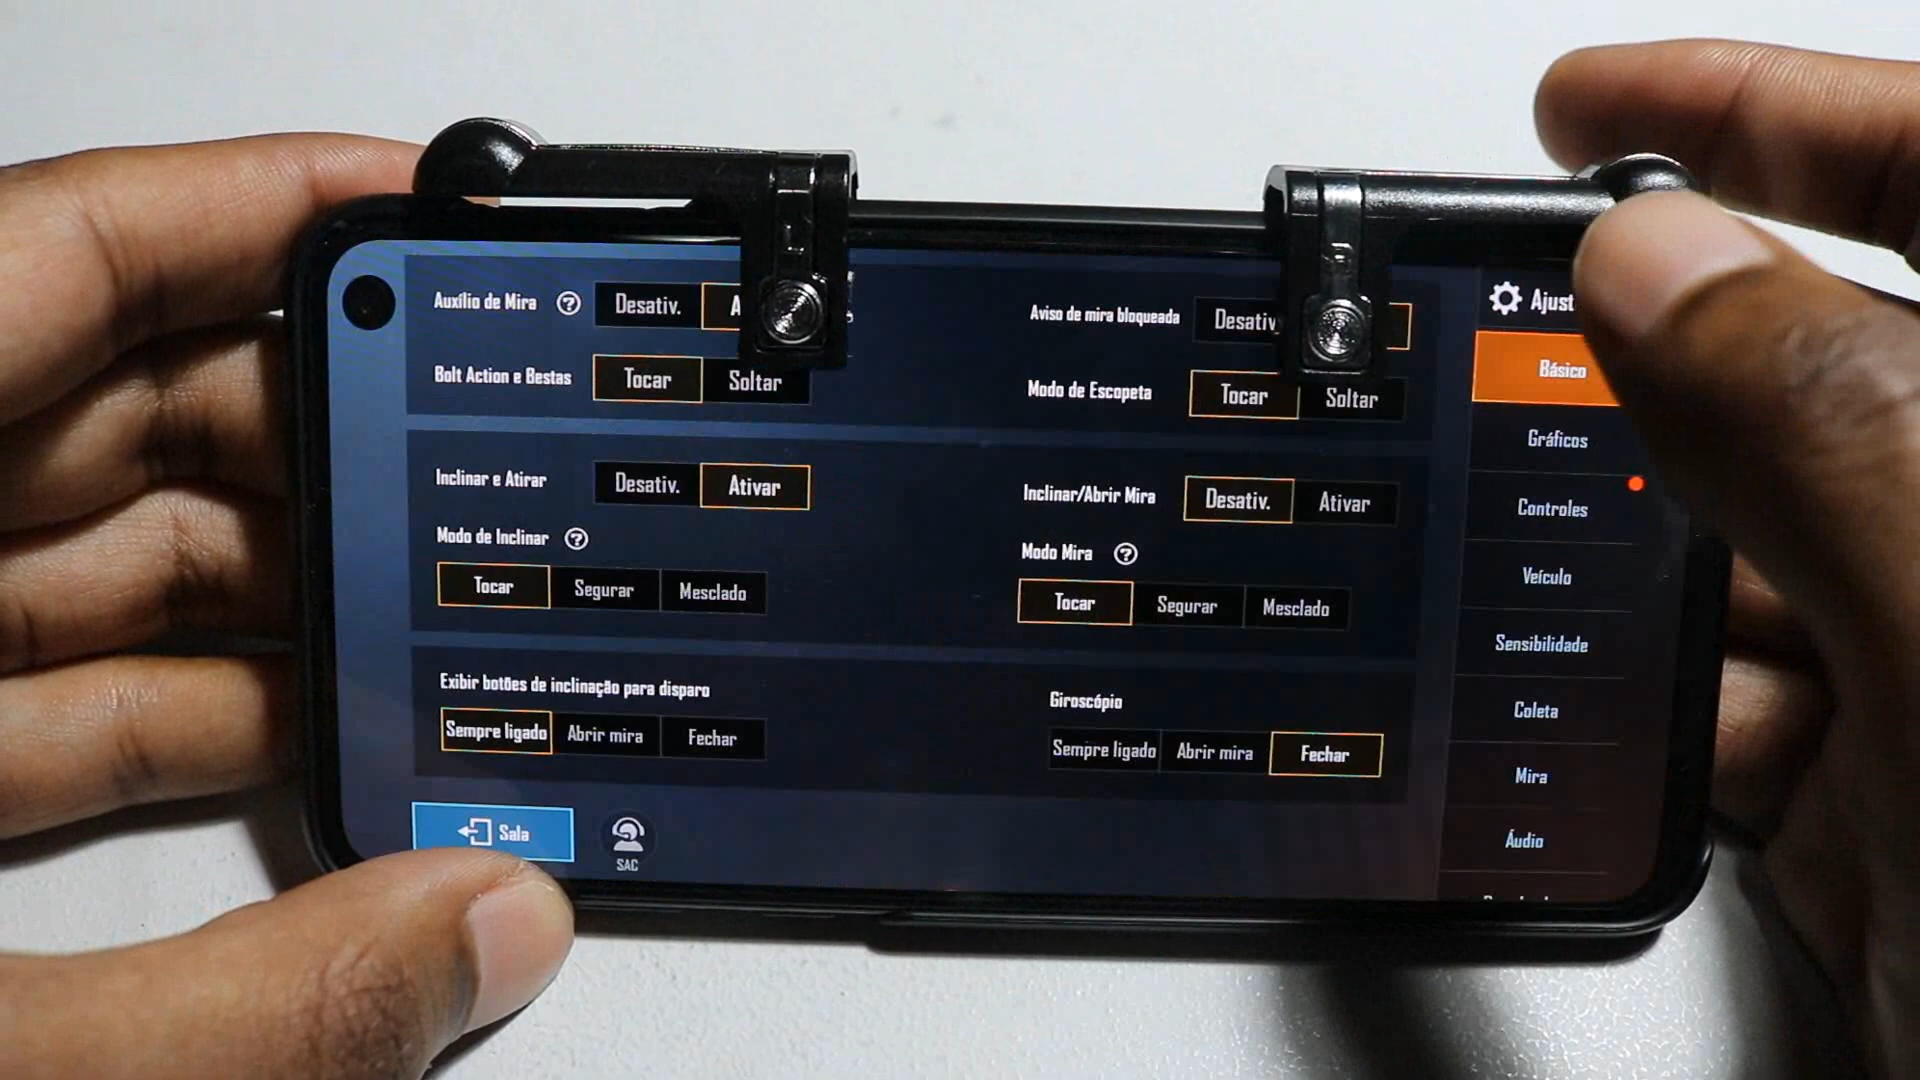 Auxílio de Mira ? Desativ.
Aviso de mira bloqueada Desativ
Bolt Action e Bestas Tocar Soltar
Modo de Escopeta Tocar Soltar
Inclinar e Atirar Desativ. Ativar
Inclinar/Abrir Mira Desativ. Ativar
Modo de Inclinar ?
Tocar Segurar Mesclado
Modo Mira ?
Tocar Segurar Mesclado
Exibir botões de inclinação para disparo
Sempre ligado Abrir mira Fechar
Giroscópio
Sempre ligado Abrir mira Fechar
Sala
SAC
Ajust
Básico
Gráficos
Controles
Veículo
Sensibilidade
Coleta
Mira
Áudio